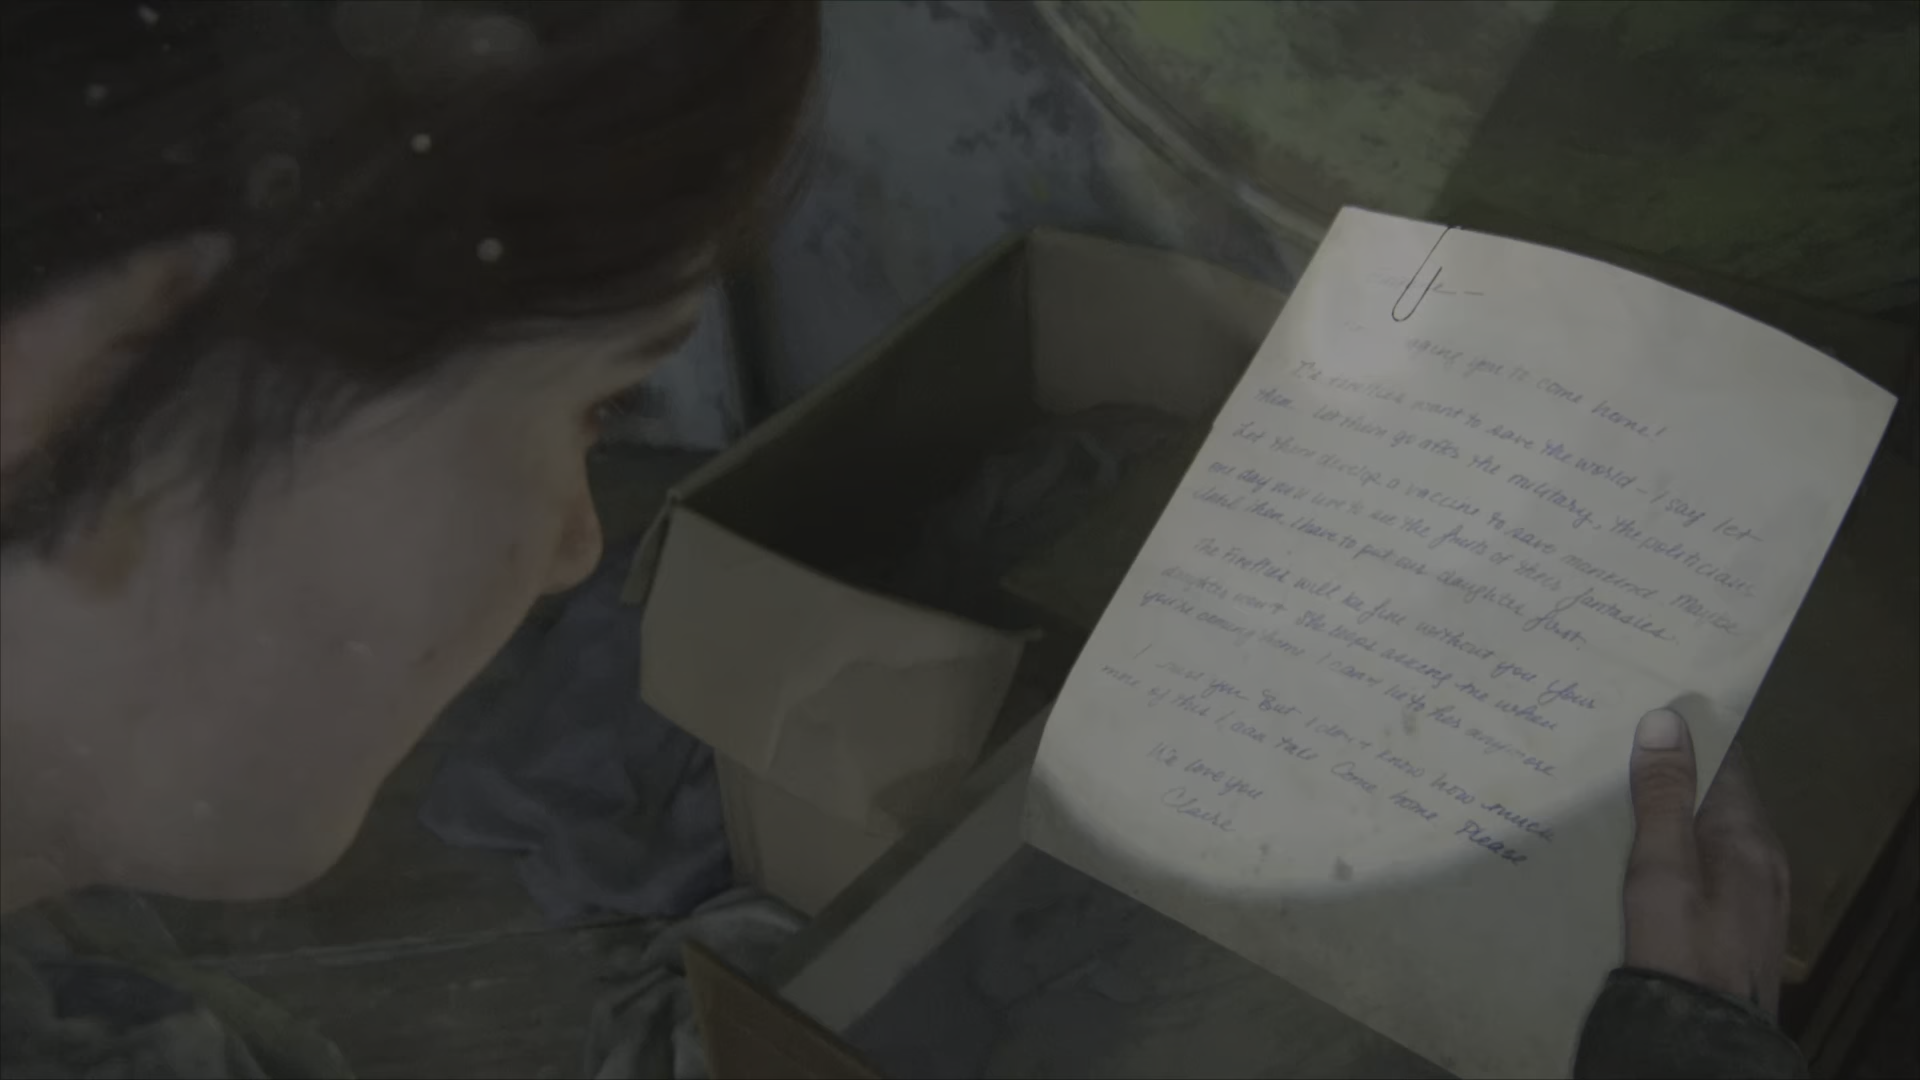 you to come home!
The Fireflies want to save the world - I say let
them. Let them go after the military, the politicians.
Let them develop a vaccine to save mankind. Maybe
one day we'll live to see the fruits of their fantasies.
Until then, I have to put our daughter first.
The Fireflies will be fine without you. Your
daughter won't. She keeps asking me when
you're coming home. I can't lie to her anymore
I love you. But I don't know how much
more of this I can take. Come home. Please
We love you
Claire